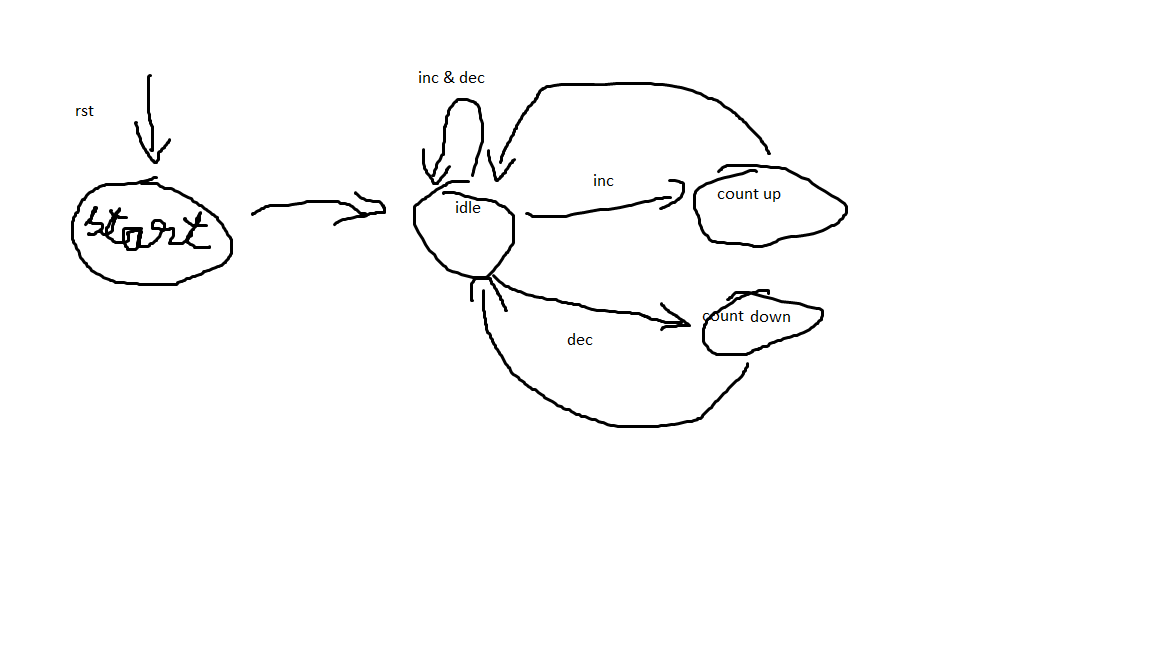 inc & dec
rst
inc
start
idle
count up
count down
dec